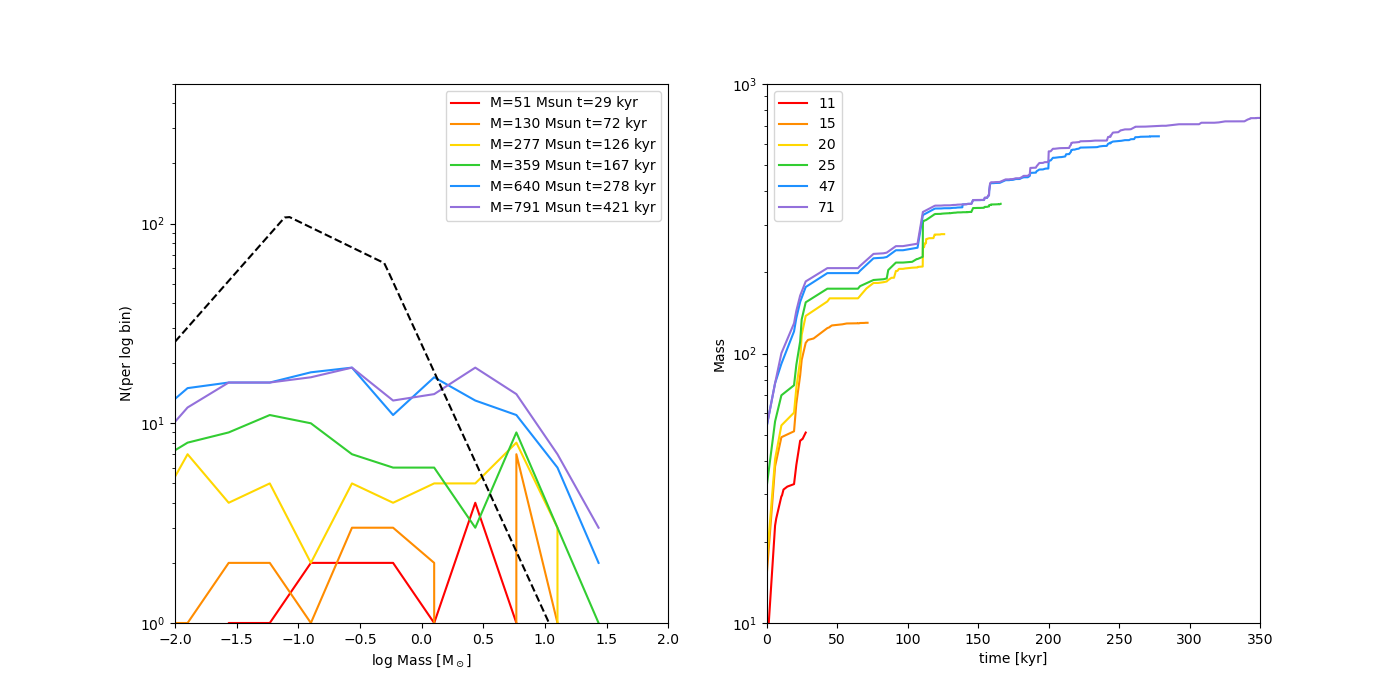 M=51 Msun t=29 kyr
M=130 Msun t=72 kyr
M=277 Msun t=126 kyr
M=359 Msun t=167 kyr
M=640 Msun t=278 kyr
M=791 Msun t=421 kyr
N(per log bin)
10²
10¹
10⁰
−2.0 −1.5 −1.0 −0.5 0.0 0.5 1.0 1.5 2.0
log Mass [M⊙]
11
15
20
25
47
71
Mass
10³
10²
10¹
0 50 100 150 200 250 300 350
time [kyr]